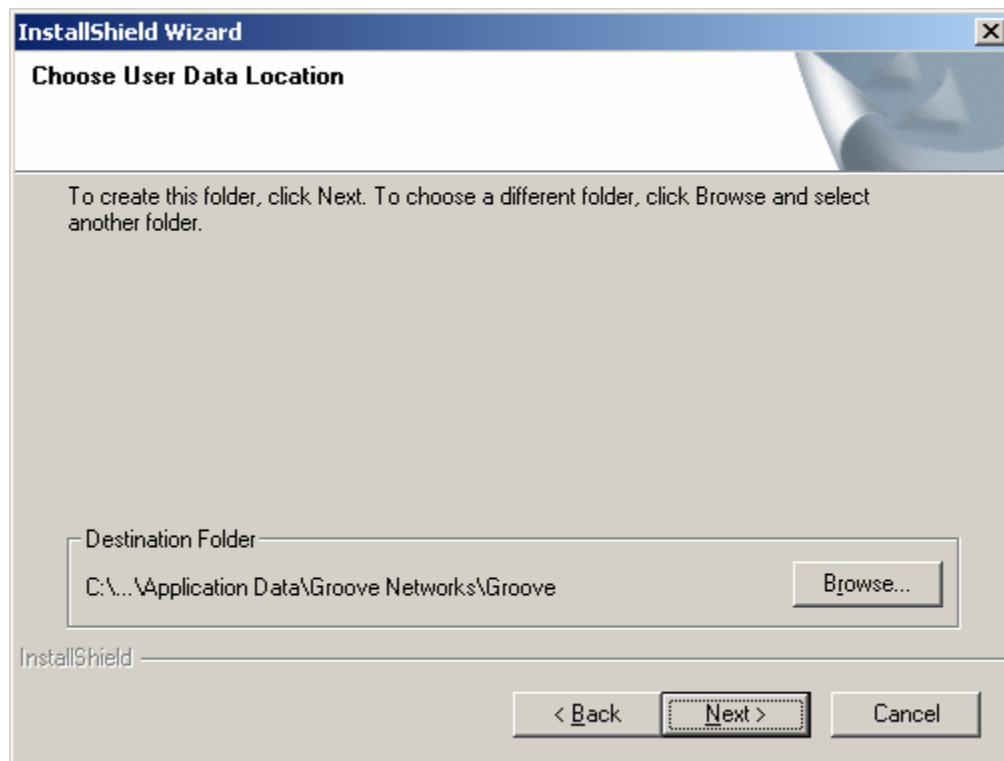 InstallShield Wizard
Choose User Data Location
To create this folder, click Next. To choose a different folder, click Browse and select
another folder.
Destination Folder
C:\...\Application Data\Groove Networks\Groove
Browse...
InstallShield
< Back
Next >
Cancel